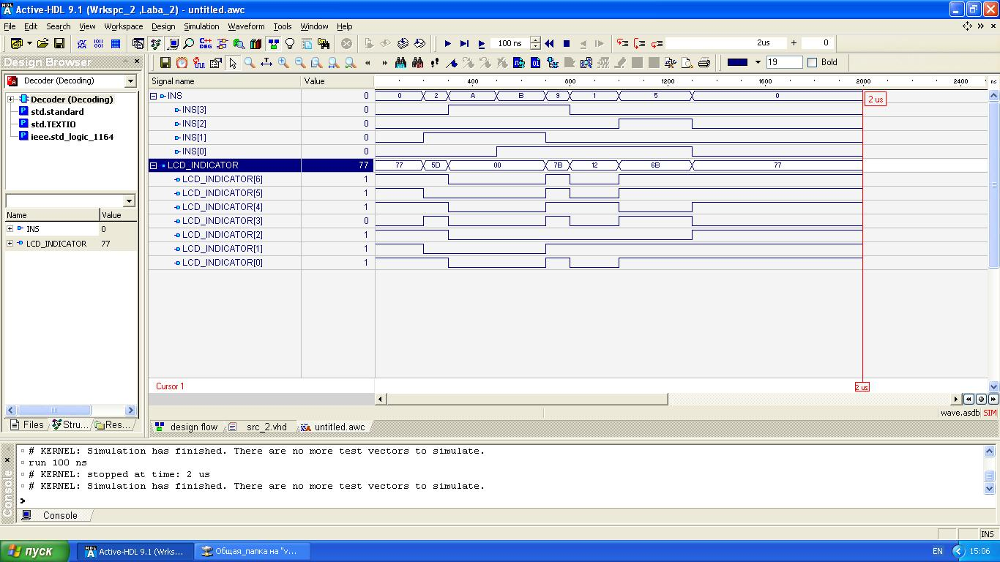 Active-HDL 9.1 (Wrkspc_2 ,Laba_2) - untitled.awc
File Edit Search View Workspace Design Simulation Waveform Tools Window Help
100 ns 2us + 0
Design Browser
19 Bold
Decoder (Decoding)
Decoder (Decoding)
std.standard
std.TEXTIO
ieee.std_logic_1164
Name Value
INS 0
LCD_INDICATOR 77
Signal name Value 400 800 1200 1600 2000 2400 ns
INS 0 0 2 A B 9 1 5 0 2 us
INS[3] 0
INS[2] 0
INS[1] 0
INS[0] 0
LCD_INDICATOR 77 77 5D 00 7B 12 6B 77
LCD_INDICATOR[6] 1
LCD_INDICATOR[5] 1
LCD_INDICATOR[4] 1
LCD_INDICATOR[3] 0
LCD_INDICATOR[2] 1
LCD_INDICATOR[1] 1
LCD_INDICATOR[0] 1
Cursor 1 2 us
wave.asdb SIM
Files Stru... Res...
design flow src_2.vhd untitled.awc
# KERNEL: Simulation has finished. There are no more test vectors to simulate.
run 100 ns
# KERNEL: stopped at time: 2 us
# KERNEL: Simulation has finished. There are no more test vectors to simulate.
>
Console
Console
INS
пуск Active-HDL 9.1 (Wrks... Общая_папка на "v... EN 15:06